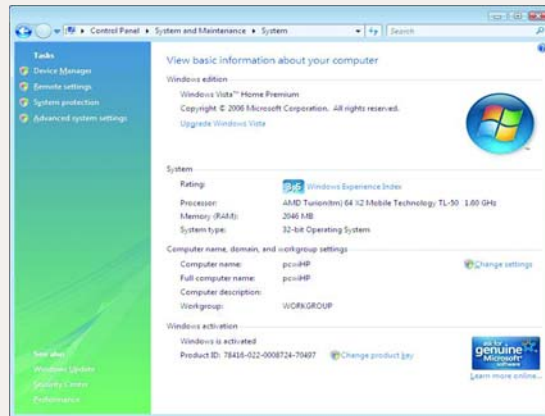 Control Panel ▸ System and Maintenance ▸ System
Search
Tasks
Device Manager
Remote settings
System protection
Advanced system settings
See also
Windows Update
Security Center
Performance
View basic information about your computer
Windows edition
Windows Vista™ Home Premium
Copyright © 2006 Microsoft Corporation. All rights reserved.
Upgrade Windows Vista
System
Rating: Windows Experience Index
Processor: AMD Turion(tm) 64 X2 Mobile Technology TL-50 1.60 GHz
Memory (RAM): 2046 MB
System type: 32-bit Operating System
Computer name, domain, and workgroup settings
Computer name: Change settings
Full computer name:
Computer description:
Workgroup: WORKGROUP
Windows activation
Windows is activated
Product ID: 78416-022-0008724-70497 Change product key
ask for
genuine
Microsoft
software
Learn more online...